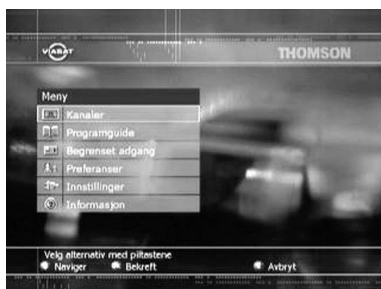 VIASAT
THOMSON
Meny
Kanaler
Programguide
Begrenset adgang
Preferanser
Innstillinger
Informasjon
Velg alternativ med piltastene
Naviger Bekreft Avbryt